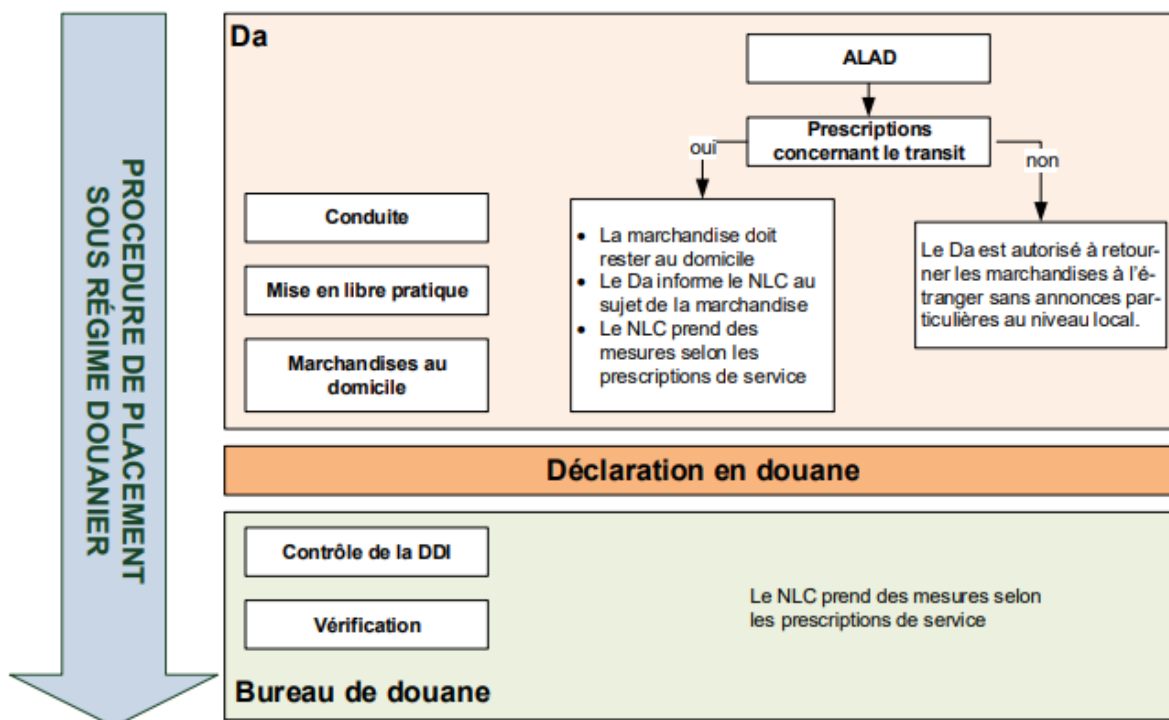 PROCEDURE DE PLACEMENT
SOUS RÉGIME DOUANIER
Da
ALAD
Prescriptions
concernant le transit
oui
non
Conduite
Mise en libre pratique
Marchandises au
domicile
• La marchandise doit
rester au domicile
• Le Da informe le NLC au
sujet de la marchandise
• Le NLC prend des
mesures selon les
prescriptions de service
Le Da est autorisé à retour-
ner les marchandises à l'é-
tranger sans annonces par-
ticulières au niveau local.
Déclaration en douane
Contrôle de la DDI
Vérification
Le NLC prend des mesures selon
les prescriptions de service
Bureau de douane